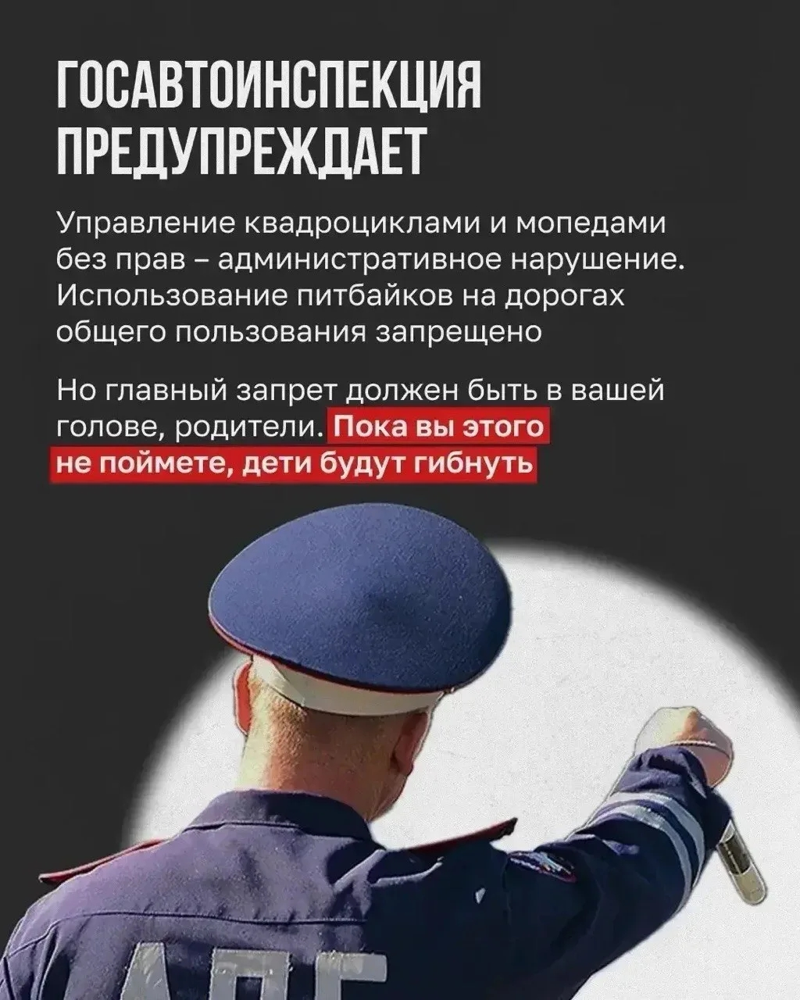 ГОСАВТОИНСПЕКЦИЯ
ПРЕДУПРЕЖДАЕТ
Управление квадроциклами и мопедами
без прав – административное нарушение.
Использование питбайков на дорогах
общего пользования запрещено
Но главный запрет должен быть в вашей
голове, родители. Пока вы этого
не поймете, дети будут гибнуть
ДПС